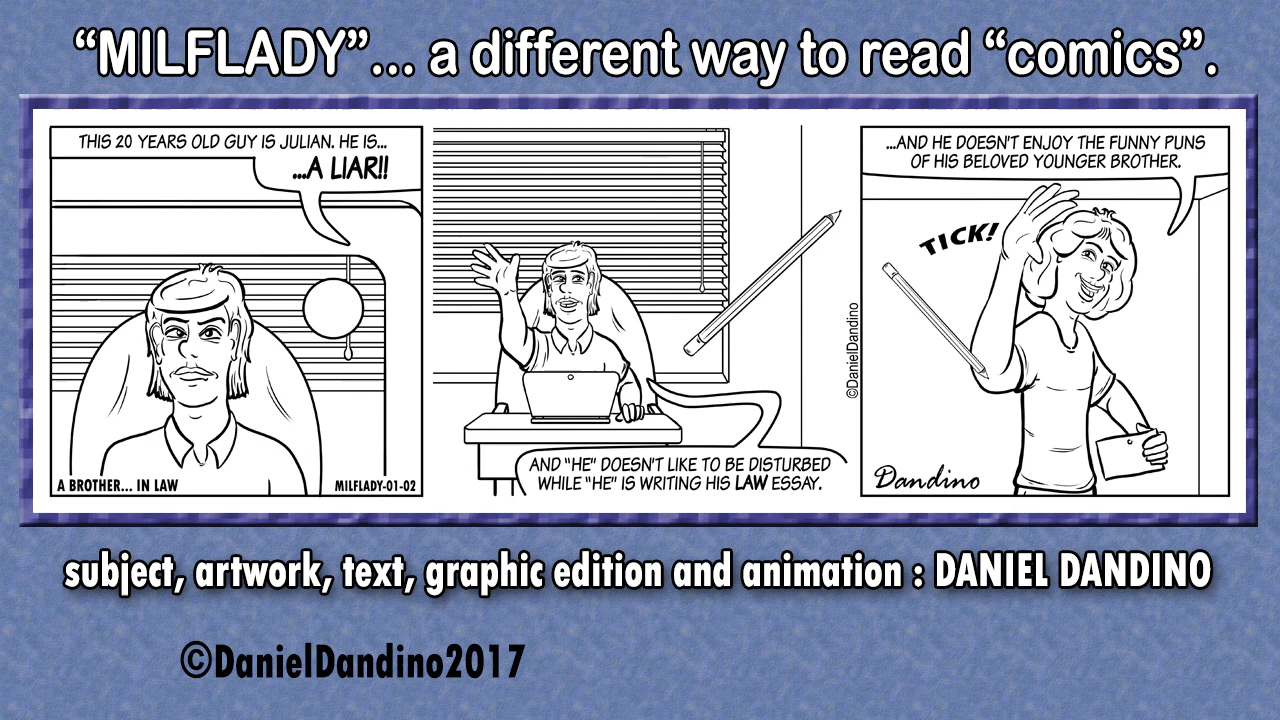 “MILFLADY”... a different way to read “comics”.
THIS 20 YEARS OLD GUY IS JULIAN. HE IS...
...A LIAR!!
A BROTHER... IN LAW
MILFLADY-01-02
AND “HE” DOESN'T LIKE TO BE DISTURBED
WHILE “HE” IS WRITING HIS LAW ESSAY.
©DanielDandino
...AND HE DOESN'T ENJOY THE FUNNY PUNS
OF HIS BELOVED YOUNGER BROTHER.
TICK!
Dandino
subject, artwork, text, graphic edition and animation : DANIEL DANDINO
©DanielDandino2017